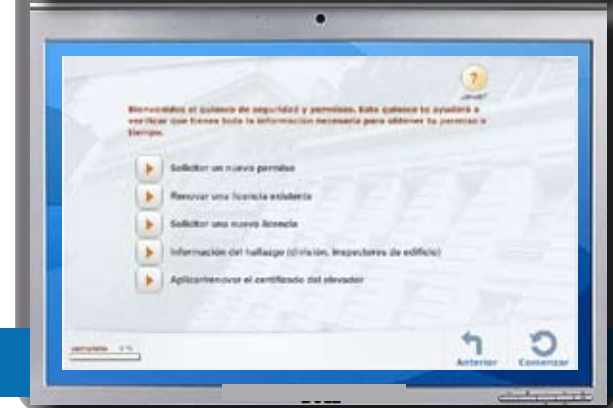 ¿Ayuda?
Bienvenidos al quiosco de seguridad y permisos. Este quiosco te ayudará a
verificar que tienes toda la información necesaria para obtener tu permiso a
tiempo.
Solicitar un nuevo permiso
Renovar una licencia existente
Solicitar una nueva licencia
Información del hallazgo (división, inspectores de edificio)
Aplicar/renovar el certificado del elevador
Anterior
Comenzar